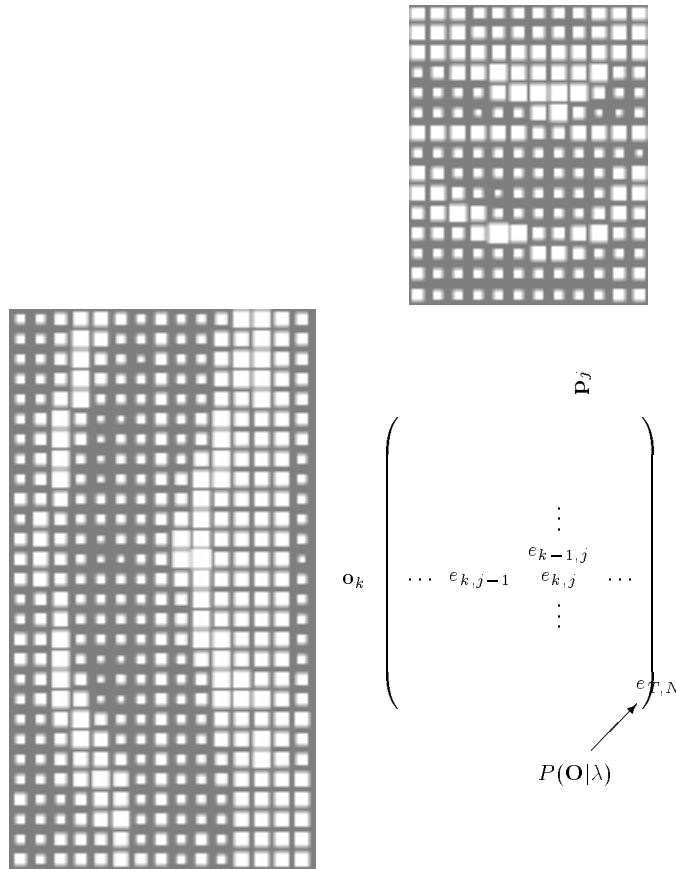 p_j
⋮
e_{k−1,j}
o_k ⋯ e_{k,j−1} e_{k,j} ⋯
⋮
e_{T,N}
P(O|λ)